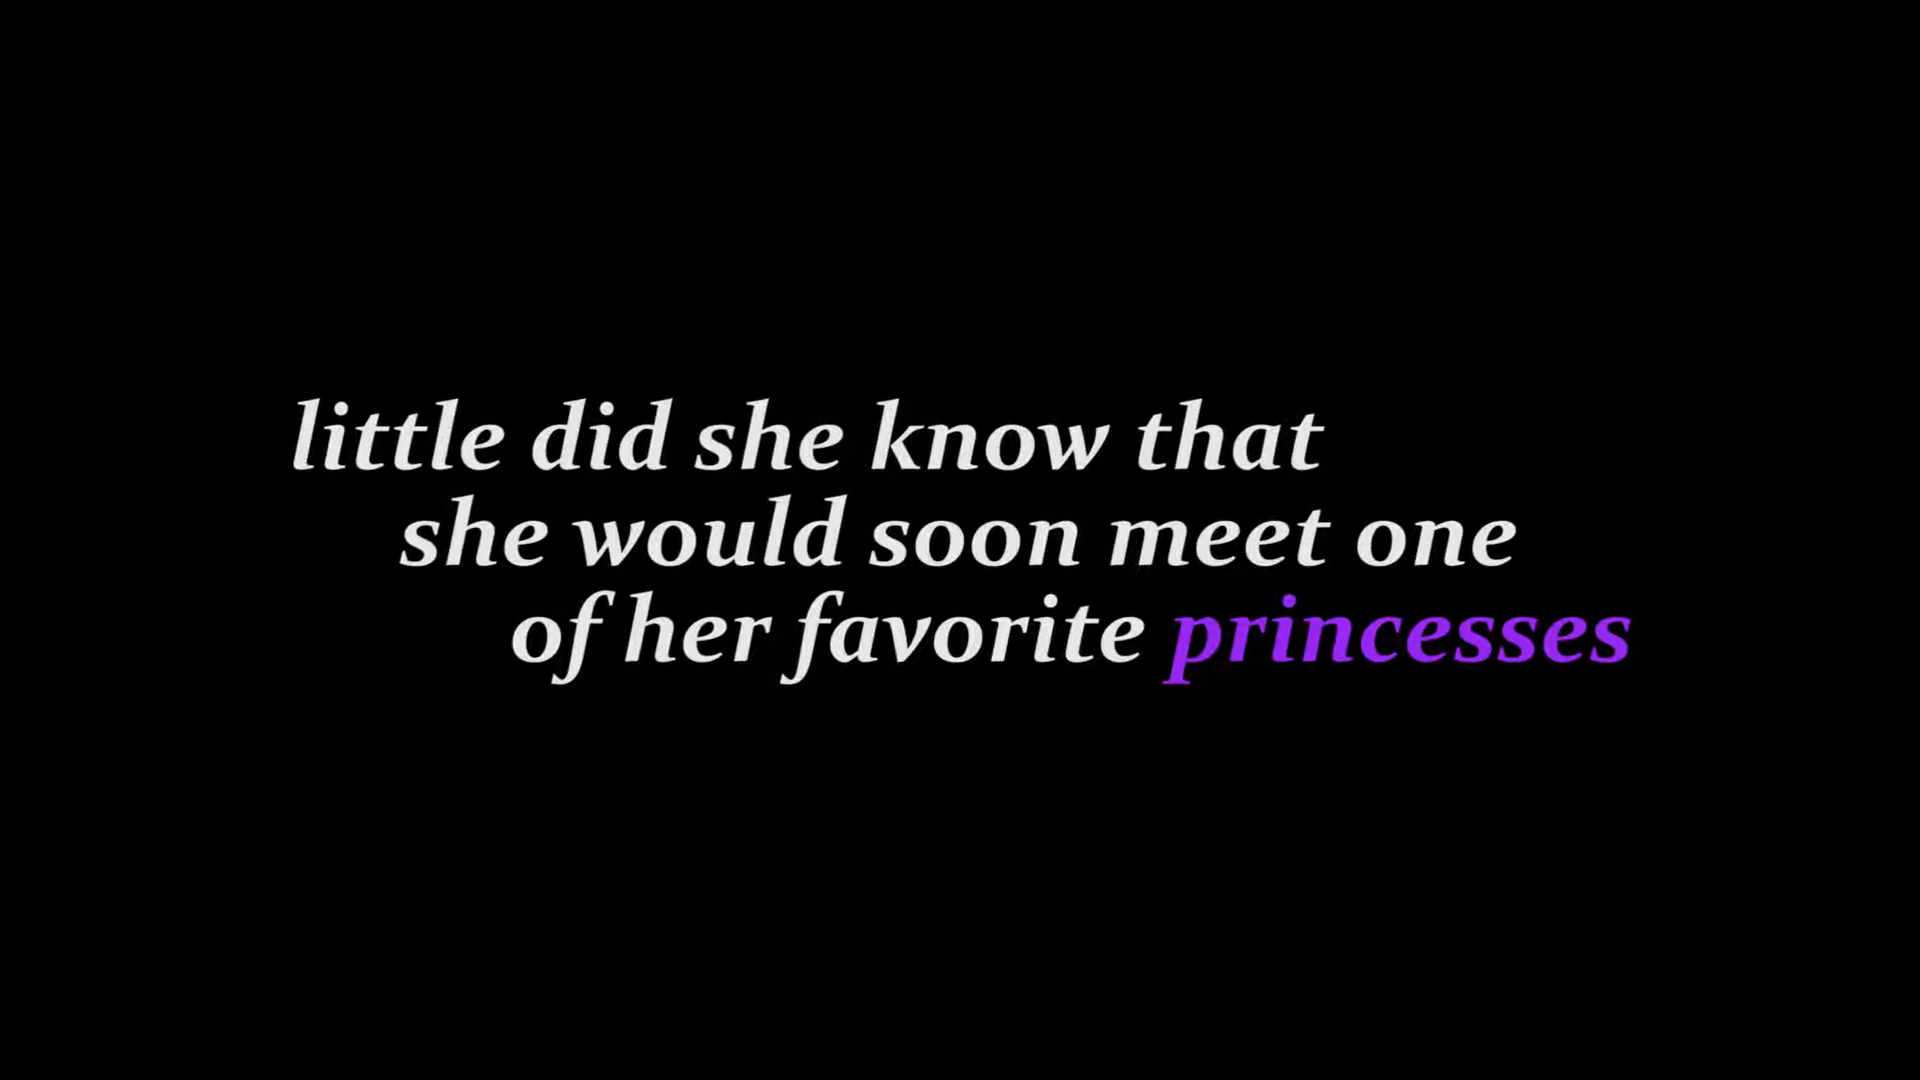 little did she know that
she would soon meet one
of her favorite princesses